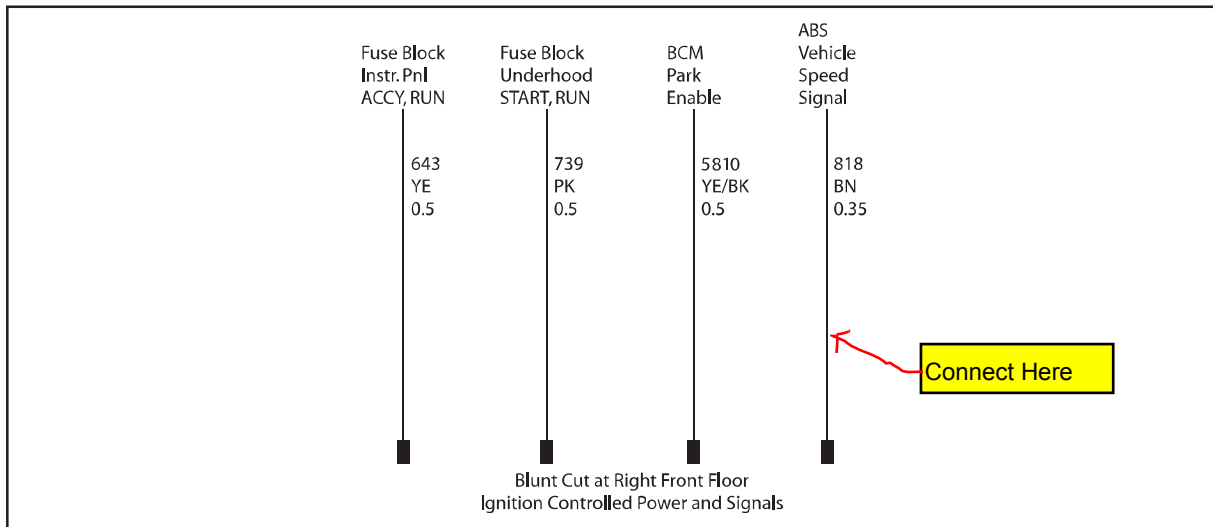 Fuse Block
Instr. Pnl
ACCY, RUN
Fuse Block
Underhood
START, RUN
BCM
Park
Enable
ABS
Vehicle
Speed
Signal
643
YE
0.5
739
PK
0.5
5810
YE/BK
0.5
818
BN
0.35
Connect Here
Blunt Cut at Right Front Floor
Ignition Controlled Power and Signals